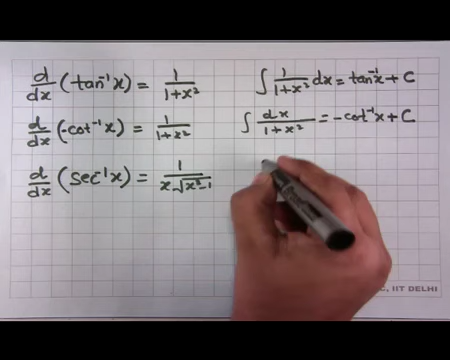 d/dx (tan⁻¹x) = 1/(1+x²)
∫ 1/(1+x²) dx = tan⁻¹x + C
d/dx (-cot⁻¹x) = 1/(1+x²)
∫ dx/(1+x²) = -cot⁻¹x + C
d/dx (sec⁻¹x) = 1/(x√(x²-1))
C, IIT DELHI